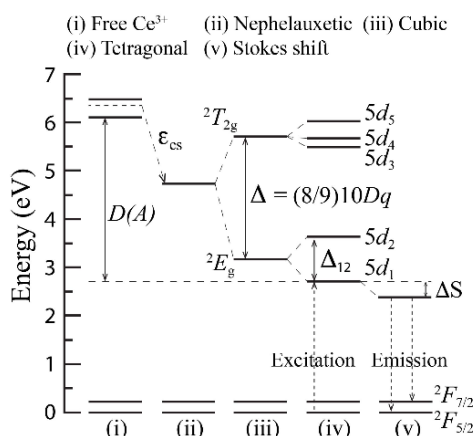 (i) Free Ce³⁺ (ii) Nephelauxetic (iii) Cubic
(iv) Tetragonal (v) Stokes shift
7
6
5
4
3
2
1
0
Energy (eV)
D(A)
εcs
²T₂g
Δ = (8/9)10Dq
²Eg
5d₅
5d₄
5d₃
5d₂
Δ₁₂
5d₁
ΔS
Excitation Emission
²F₇/₂
²F₅/₂
(i) (ii) (iii) (iv) (v)